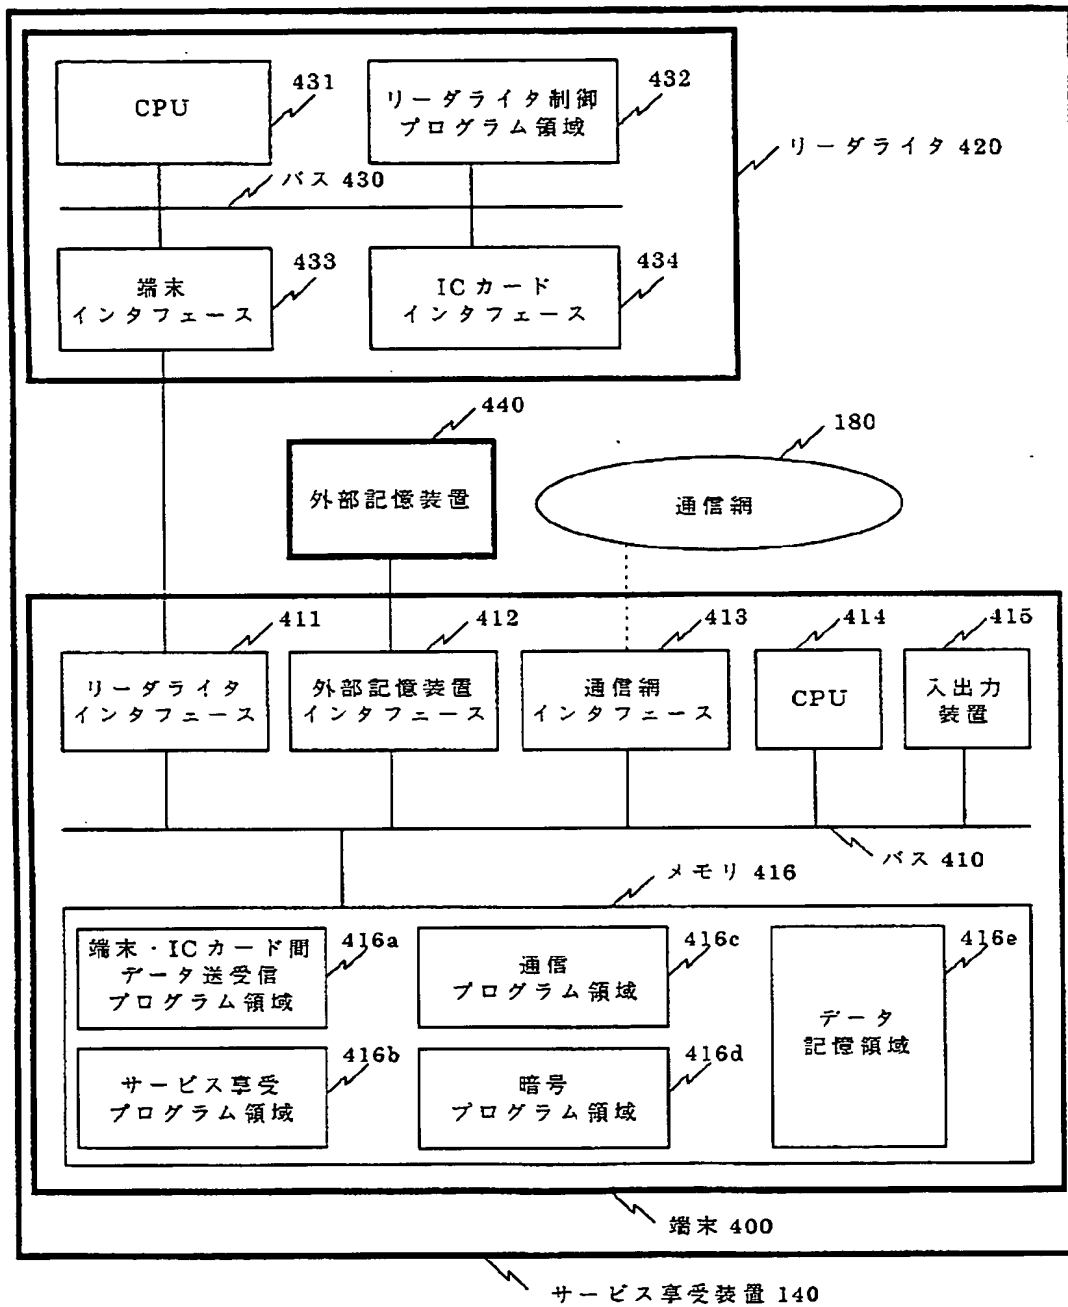 431
CPU
432
リーダライタ制御
プログラム領域
リーダライタ 420
バス 430
433
端末
インタフェース
434
ICカード
インタフェース
440
外部記憶装置
180
通信網
411
リーダライタ
インタフェース
412
外部記憶装置
インタフェース
413
通信網
インタフェース
414
CPU
415
入出力
装置
バス 410
メモリ 416
端末・ICカード間
データ送受信
プログラム領域
416a
通信
プログラム領域
416c
データ
記憶領域
416e
サービス享受
プログラム領域
416b
暗号
プログラム領域
416d
端末 400
サービス享受装置 140